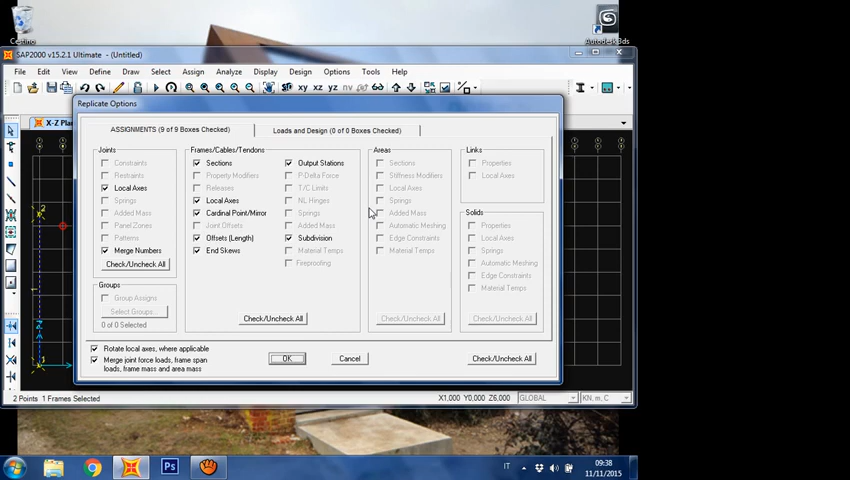 Cestino
Autodesk 3ds
SAP2000 v15.2.1 Ultimate - (Untitled)
File Edit View Define Draw Select Assign Analyze Display Design Options Tools Help
3-D xy xz yz nv
Replicate Options
X-Z Plane
ASSIGNMENTS (9 of 9 Boxes Checked)
Loads and Design (0 of 0 Boxes Checked)
Joints
Constraints
Restraints
Local Axes
Springs
Added Mass
Panel Zones
Patterns
Merge Numbers
Check/Uncheck All
Groups
Group Assigns
Select Groups...
0 of 0 Selected
Frames/Cables/Tendons
Sections
Property Modifiers
Releases
Local Axes
Cardinal Point/Mirror
Joint Offsets
Offsets (Length)
End Skews
Output Stations
P-Delta Force
T/C Limits
NL Hinges
Springs
Added Mass
Subdivision
Material Temps
Fireproofing
Check/Uncheck All
Areas
Sections
Stiffness Modifiers
Local Axes
Springs
Added Mass
Automatic Meshing
Edge Constraints
Material Temps
Check/Uncheck All
Links
Properties
Local Axes
Solids
Properties
Local Axes
Springs
Automatic Meshing
Edge Constraints
Material Temps
Check/Uncheck All
Rotate local axes, where applicable
Merge joint force loads, frame span
loads, frame mass and area mass
OK
Cancel
Check/Uncheck All
2
1
2 Points 1 Frames Selected
X1,000 Y0,000 Z6,000
GLOBAL
KN, m, C
Ps
IT
09:38
11/11/2015